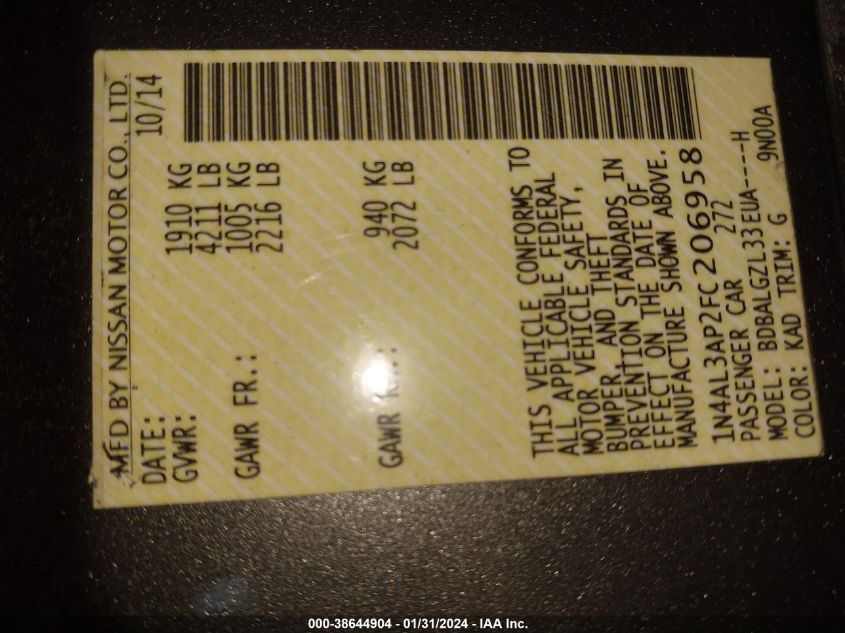 MFD BY NISSAN MOTOR CO., LTD.
DATE: 10/14
GVWR: 1910 KG
4211 LB
GAWR FR.: 1005 KG
2216 LB
GAWR 940 KG
2072 LB
THIS VEHICLE CONFORMS TO
ALL APPLICABLE FEDERAL
MOTOR VEHICLE SAFETY,
BUMPER, AND THEFT
PREVENTION STANDARDS IN
EFFECT ON THE DATE OF
MANUFACTURE SHOWN ABOVE.
1N4AL3AP2FC206958
PASSENGER CAR 272
MODEL: BDBALGZL33EUA----H
COLOR: KAD TRIM: G 9N00A
000-38644904 - 01/31/2024 - IAA Inc.